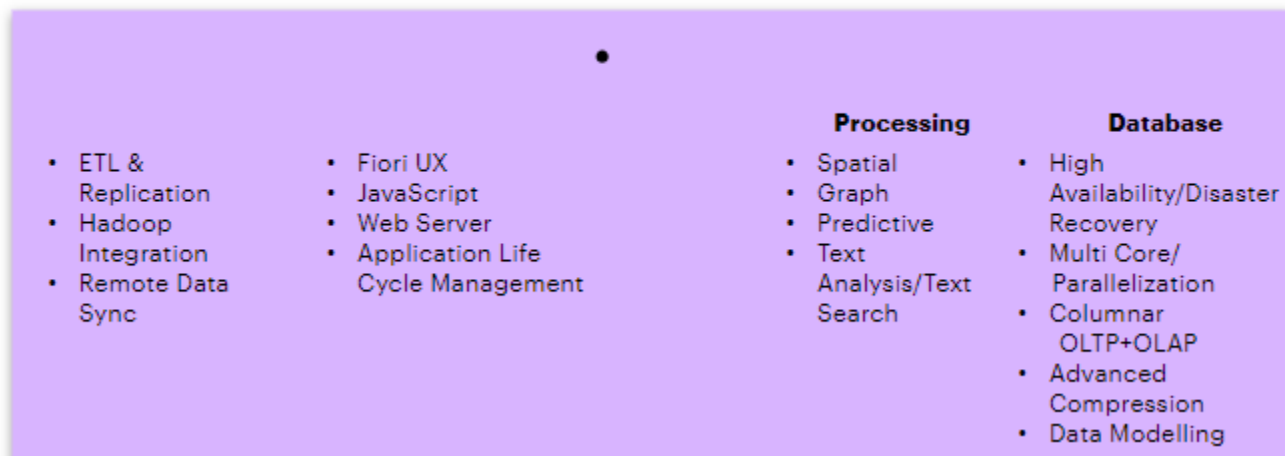 •
• ETL &
Replication
• Hadoop
Integration
• Remote Data
Sync
• Fiori UX
• JavaScript
• Web Server
• Application Life
Cycle Management
Processing
• Spatial
• Graph
• Predictive
• Text
Analysis/Text
Search
Database
• High
Availability/Disaster
Recovery
• Multi Core/
Parallelization
• Columnar
OLTP+OLAP
• Advanced
Compression
• Data Modelling